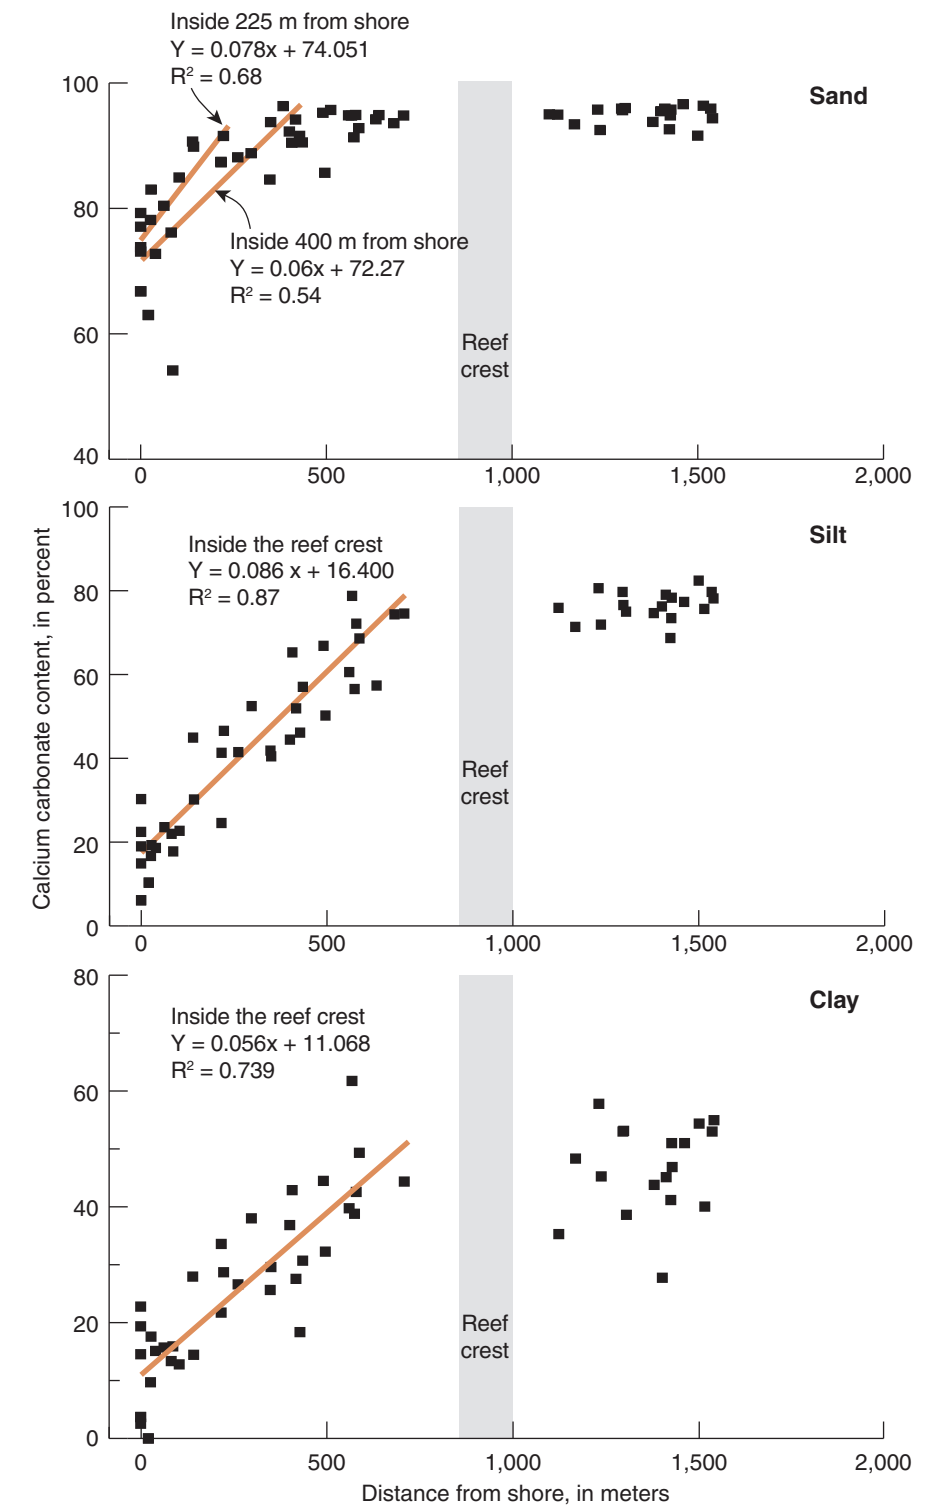 Inside 225 m from shore
Y = 0.078x + 74.051
R² = 0.68
100
Sand
80
Inside 400 m from shore
Y = 0.06x + 72.27
R² = 0.54
60
Reef
crest
40
0
500
1,000
1,500
2,000
Calcium carbonate content, in percent
100
Silt
Inside the reef crest
Y = 0.086 x + 16.400
R² = 0.87
80
60
40
Reef
crest
20
0
0
500
1,000
1,500
2,000
80
Clay
Inside the reef crest
Y = 0.056x + 11.068
R² = 0.739
60
40
20
Reef
crest
0
0
500
1,000
1,500
2,000
Distance from shore, in meters